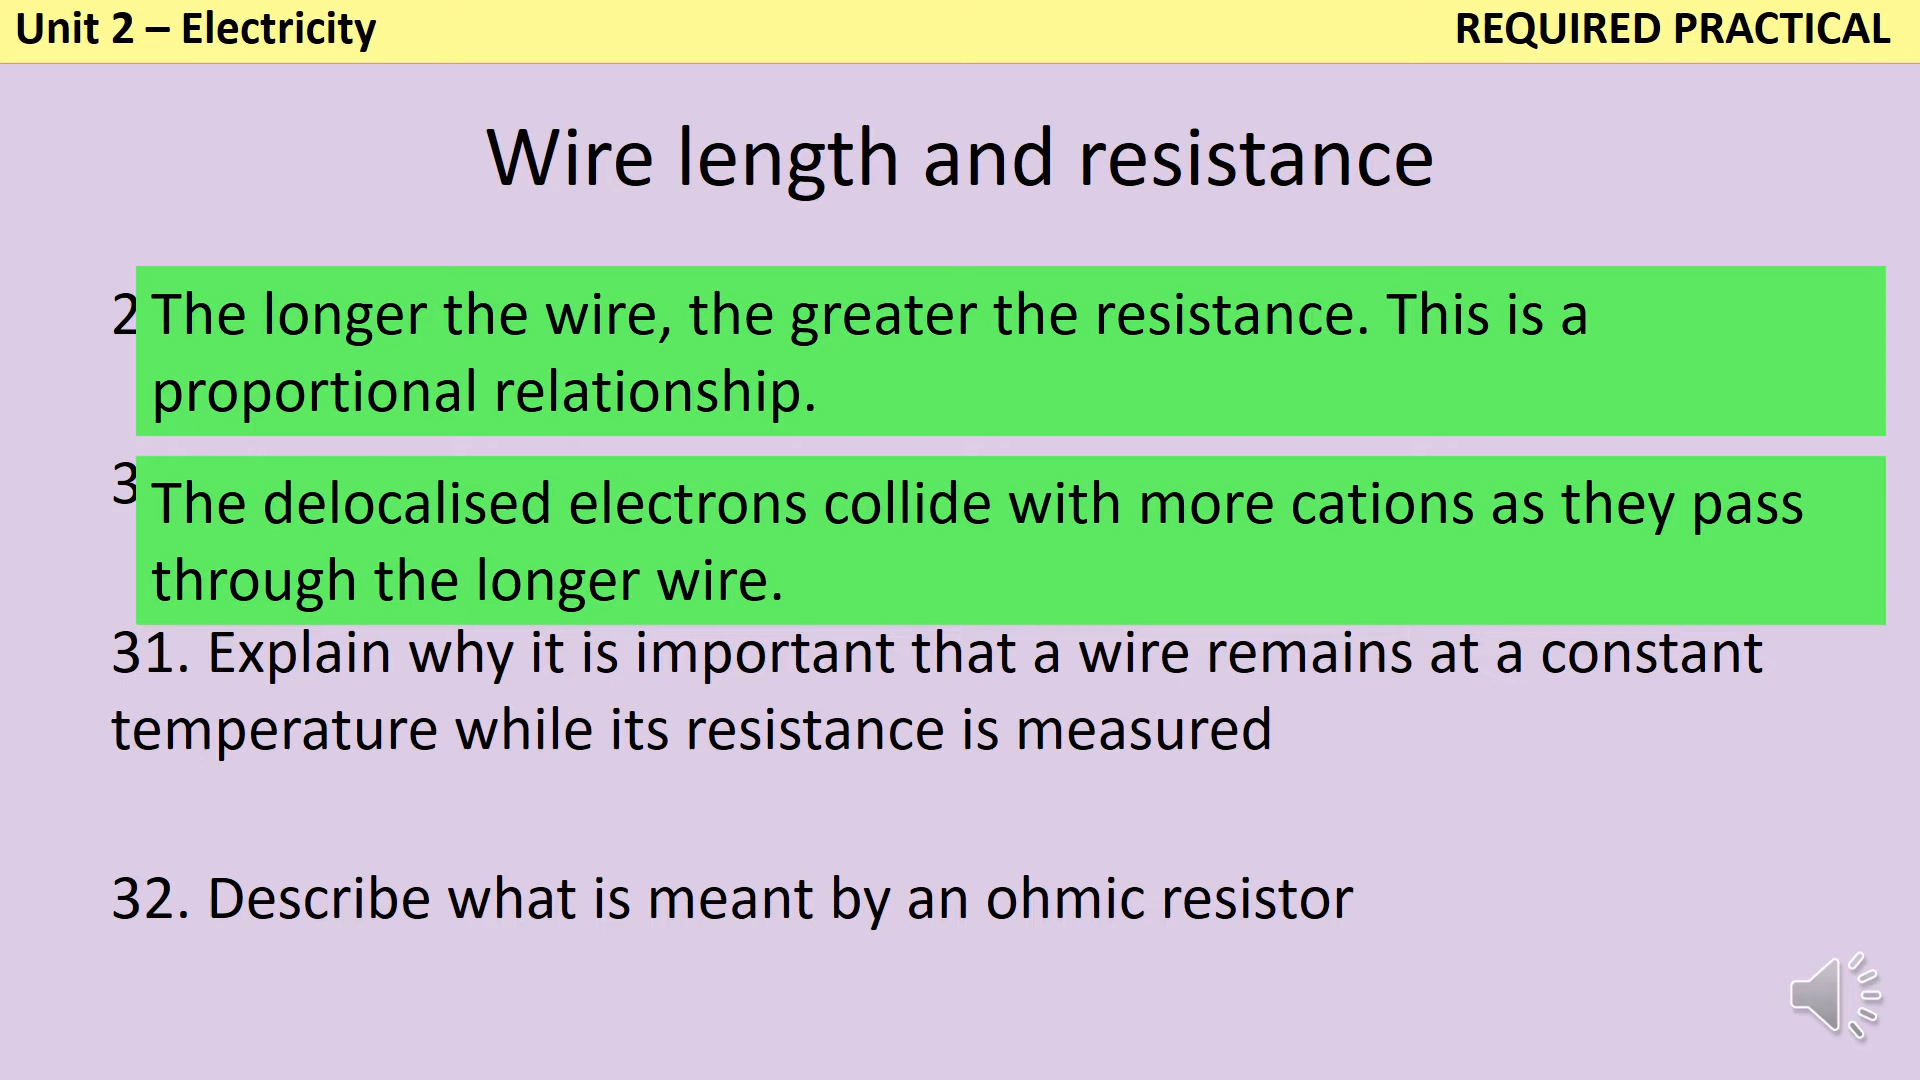 Unit 2 – Electricity
REQUIRED PRACTICAL
Wire length and resistance
2
The longer the wire, the greater the resistance. This is a
proportional relationship.
3
The delocalised electrons collide with more cations as they pass
through the longer wire.
31. Explain why it is important that a wire remains at a constant
temperature while its resistance is measured
32. Describe what is meant by an ohmic resistor